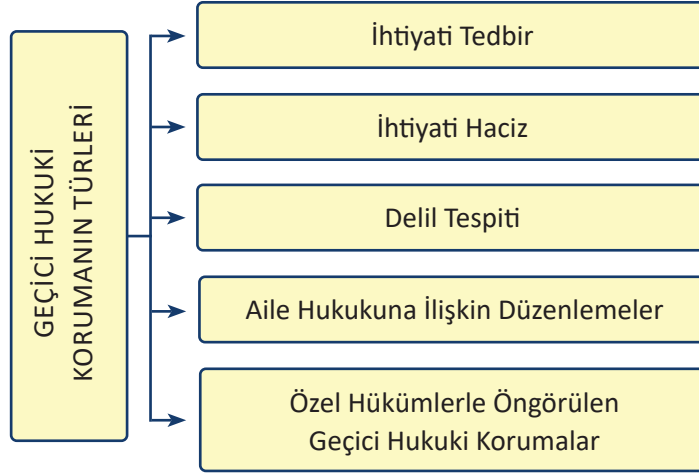 GEÇİCİ HUKUKİ
KORUMANIN TÜRLERİ
İhtiyati Tedbir
İhtiyati Haciz
Delil Tespiti
Aile Hukukuna İlişkin Düzenlemeler
Özel Hükümlerle Öngörülen
Geçici Hukuki Korumalar